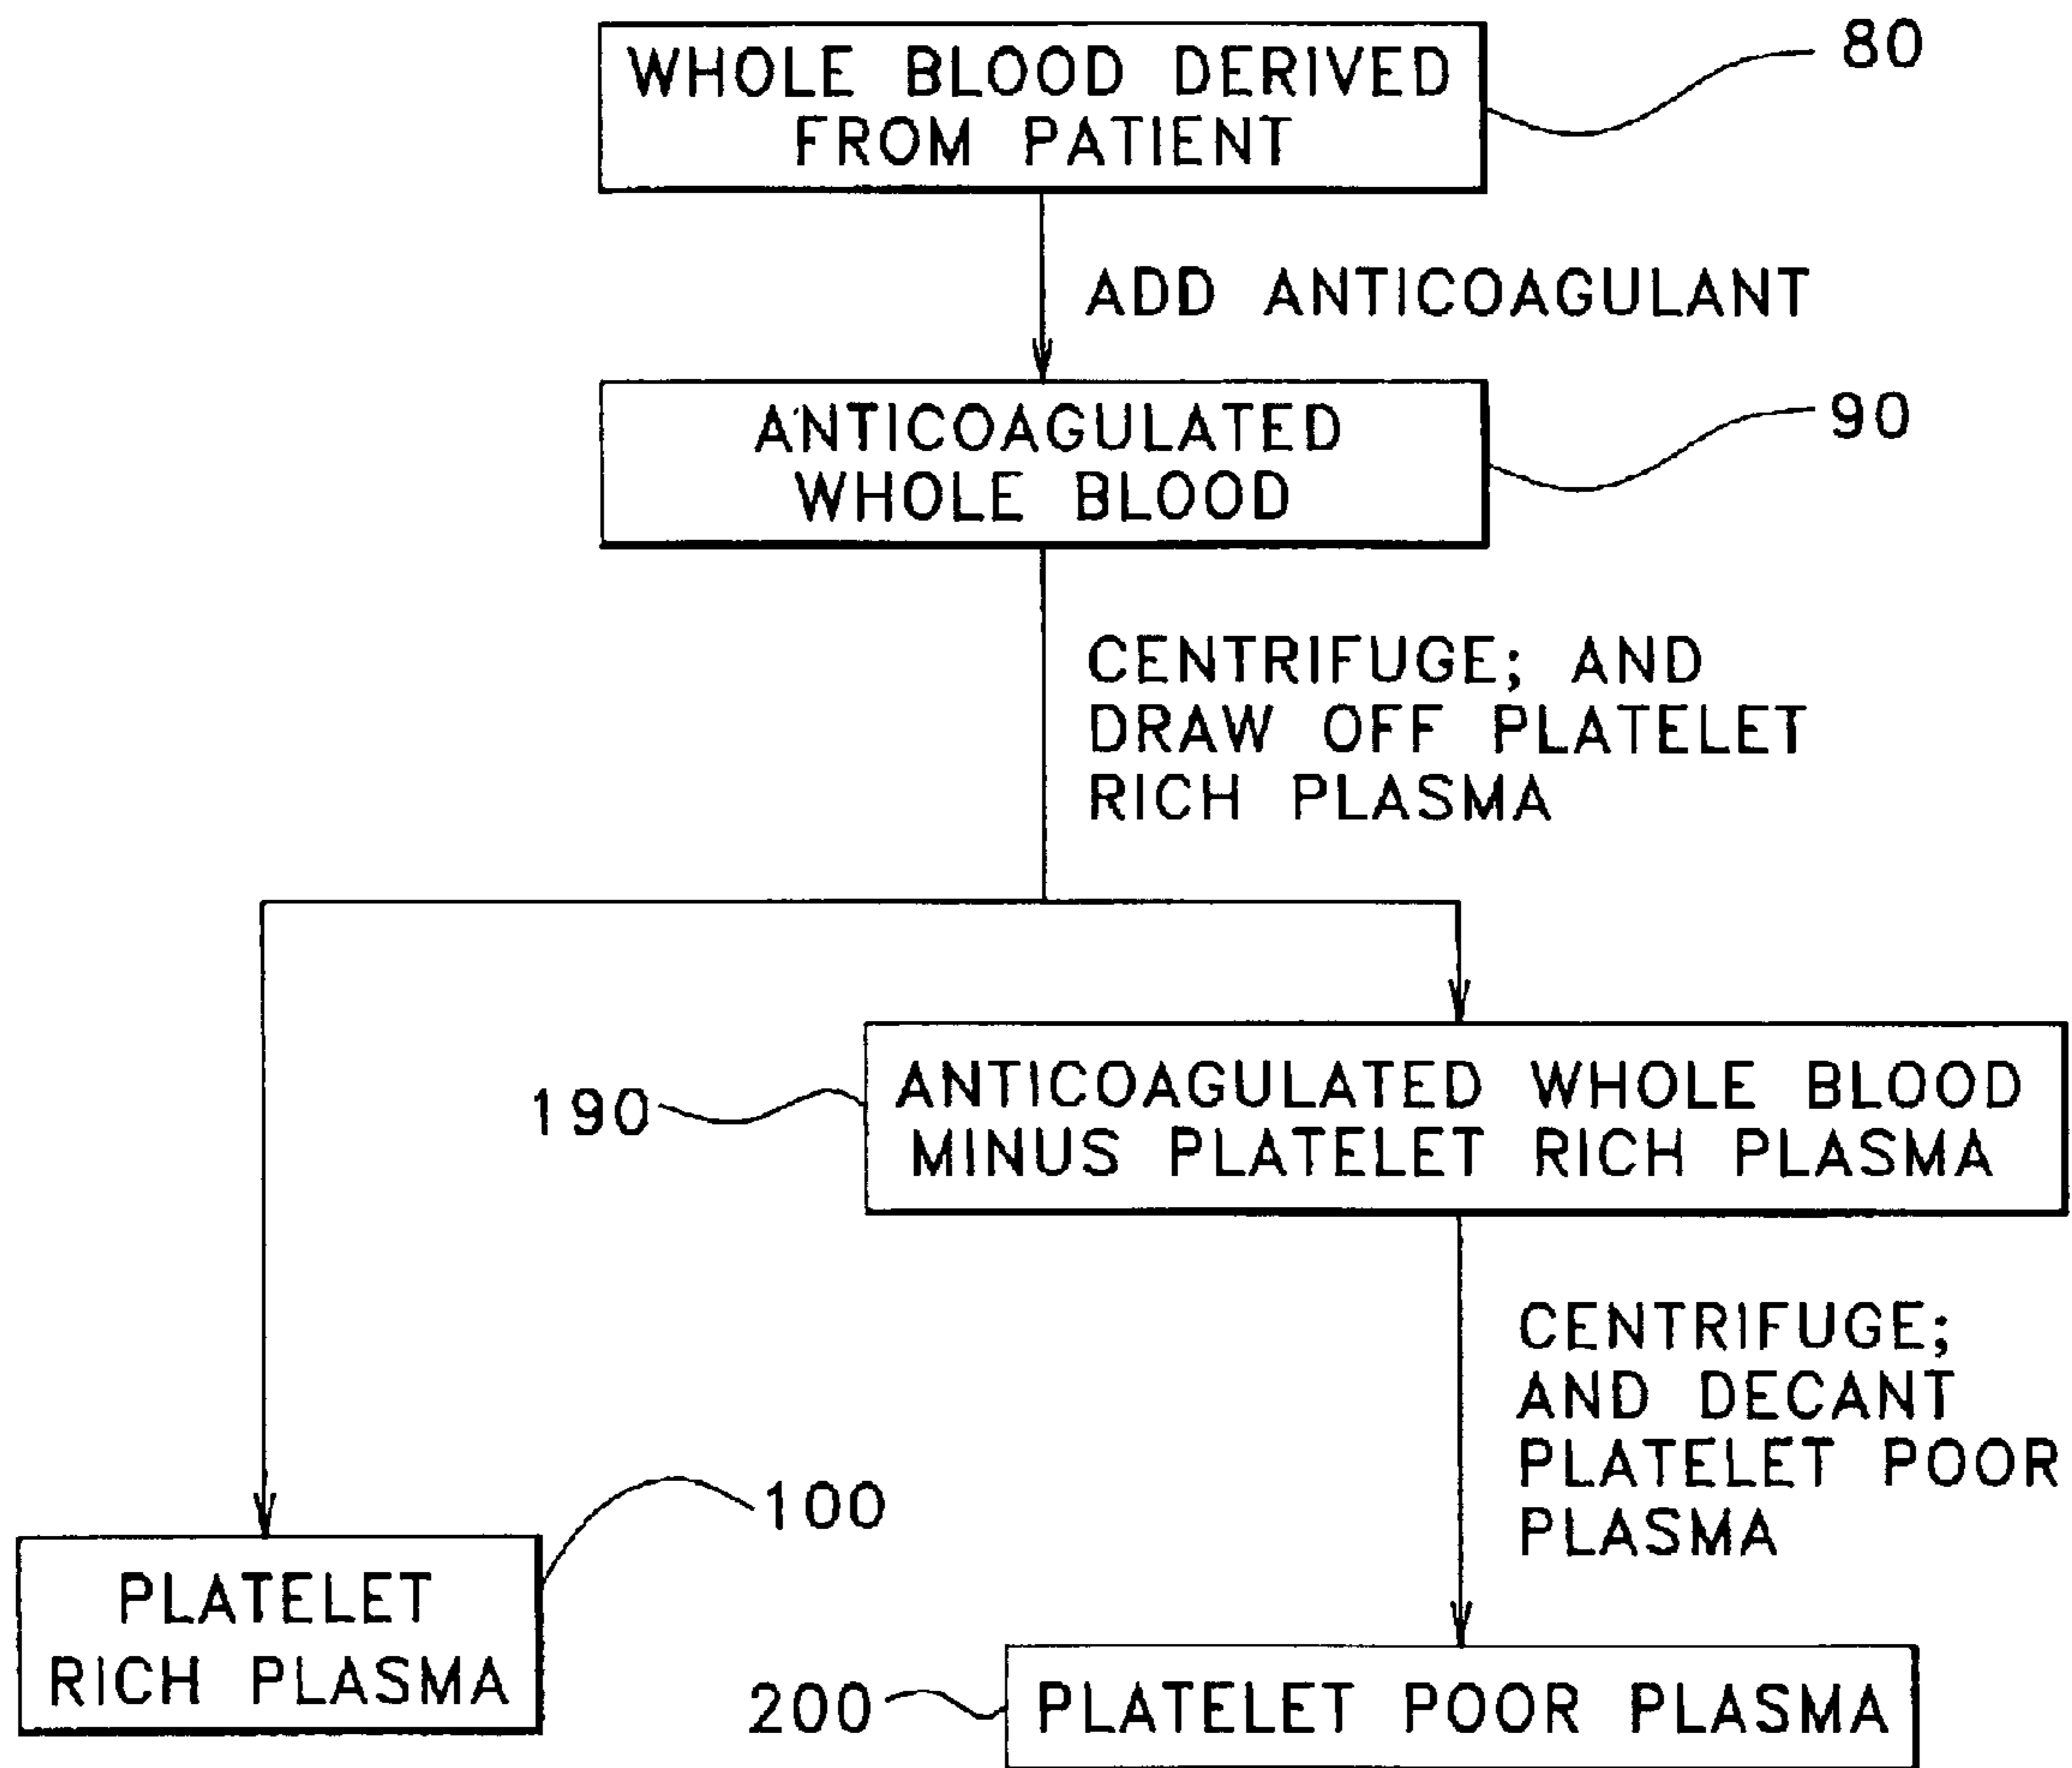 WHOLE BLOOD DERIVED
FROM PATIENT
80
ADD ANTICOAGULANT
ANTICOAGULATED
WHOLE BLOOD
90
CENTRIFUGE; AND
DRAW OFF PLATELET
RICH PLASMA
190
ANTICOAGULATED WHOLE BLOOD
MINUS PLATELET RICH PLASMA
CENTRIFUGE;
AND DECANT
PLATELET POOR
PLASMA
100
PLATELET
RICH PLASMA
200
PLATELET POOR PLASMA